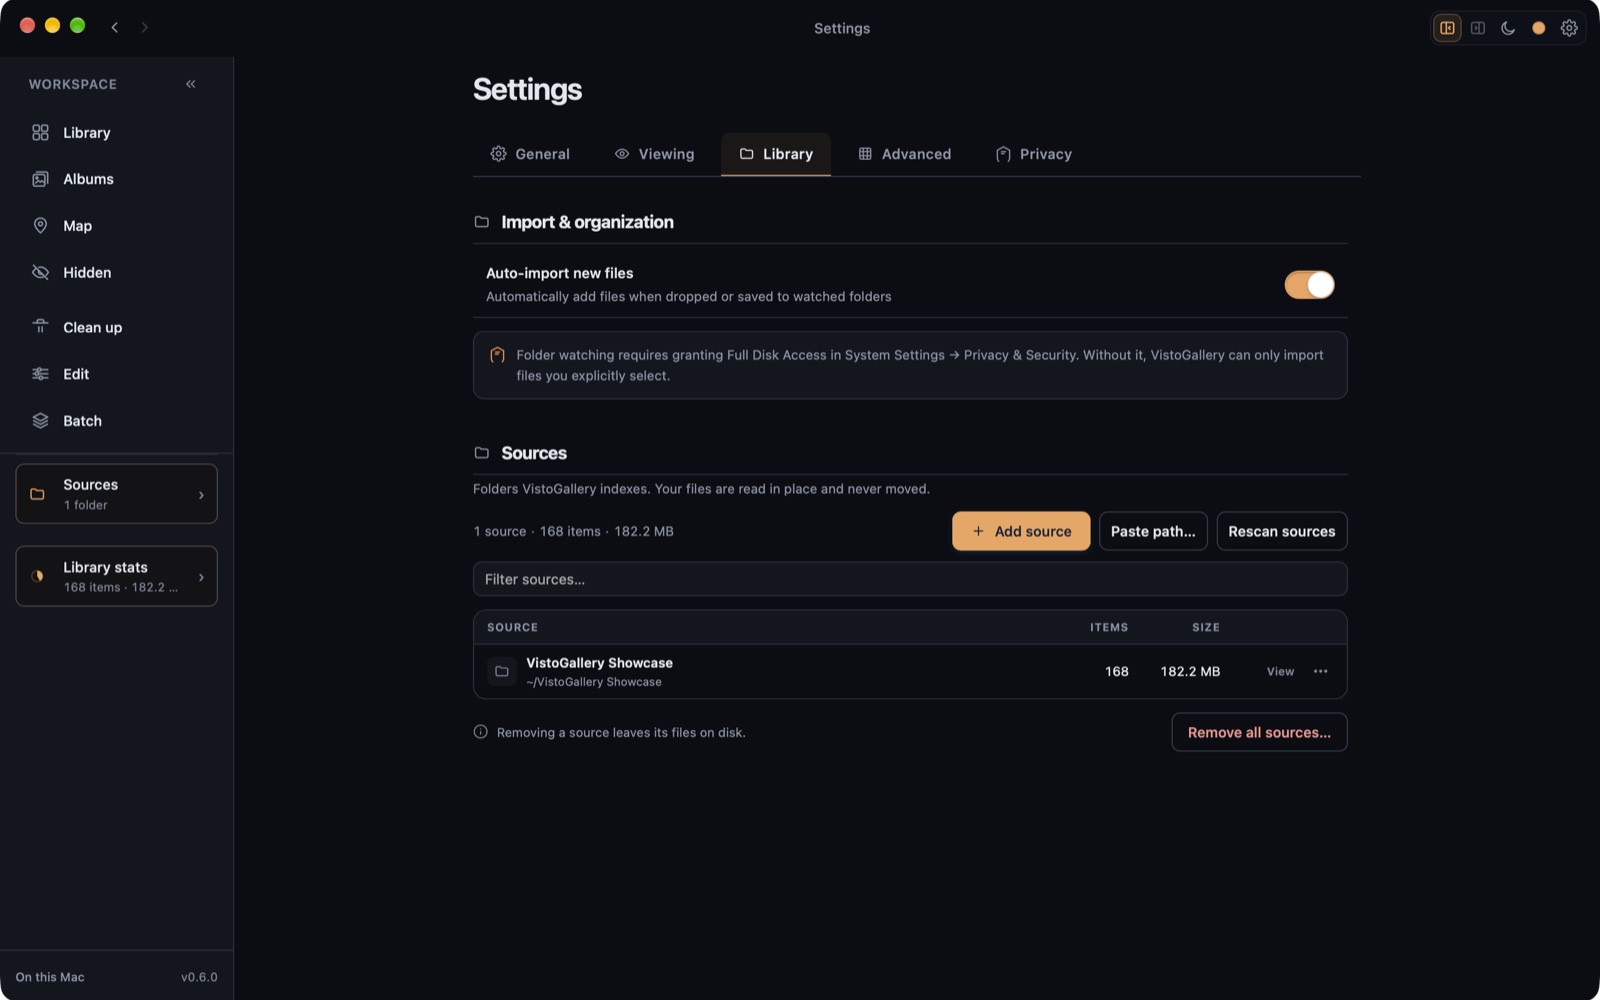 Settings
WORKSPACE
Library
Albums
Map
Hidden
Clean up
Edit
Batch
Sources
1 folder
Library stats
168 items · 182.2 ...
On this Mac
v0.6.0
Settings
General
Viewing
Library
Advanced
Privacy
Import & organization
Auto-import new files
Automatically add files when dropped or saved to watched folders
Folder watching requires granting Full Disk Access in System Settings → Privacy & Security. Without it, VistoGallery can only import
files you explicitly select.
Sources
Folders VistoGallery indexes. Your files are read in place and never moved.
1 source · 168 items · 182.2 MB
+ Add source
Paste path...
Rescan sources
Filter sources...
SOURCE
ITEMS
SIZE
VistoGallery Showcase
~/VistoGallery Showcase
168
182.2 MB
View
Removing a source leaves its files on disk.
Remove all sources...